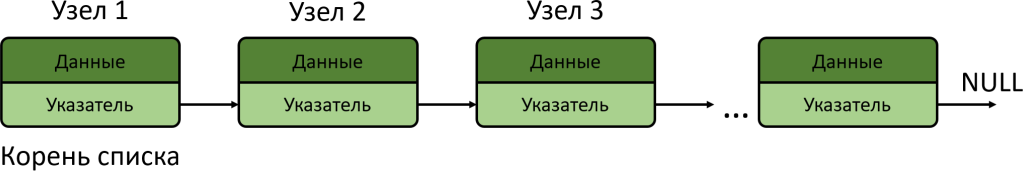 Узел 1
Узел 2
Узел 3
Данные
Данные
Данные
Данные
Указатель
Указатель
Указатель
...
Указатель
NULL
Корень списка